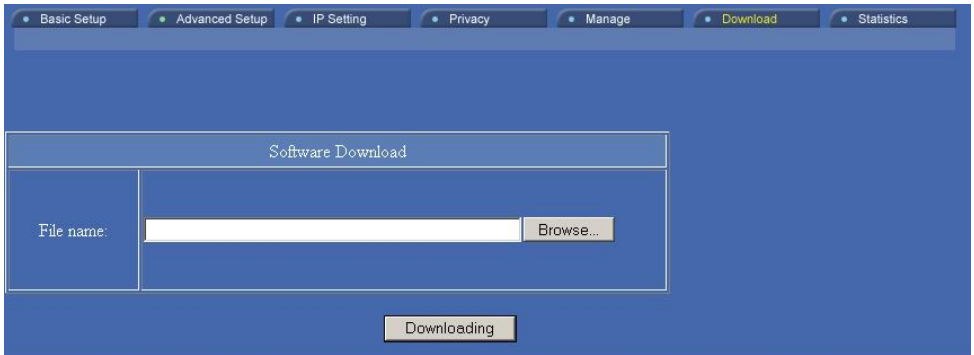 Basic Setup Advanced Setup IP Setting Privacy Manage Download Statistics
Software Download
File name: Browse...
Downloading